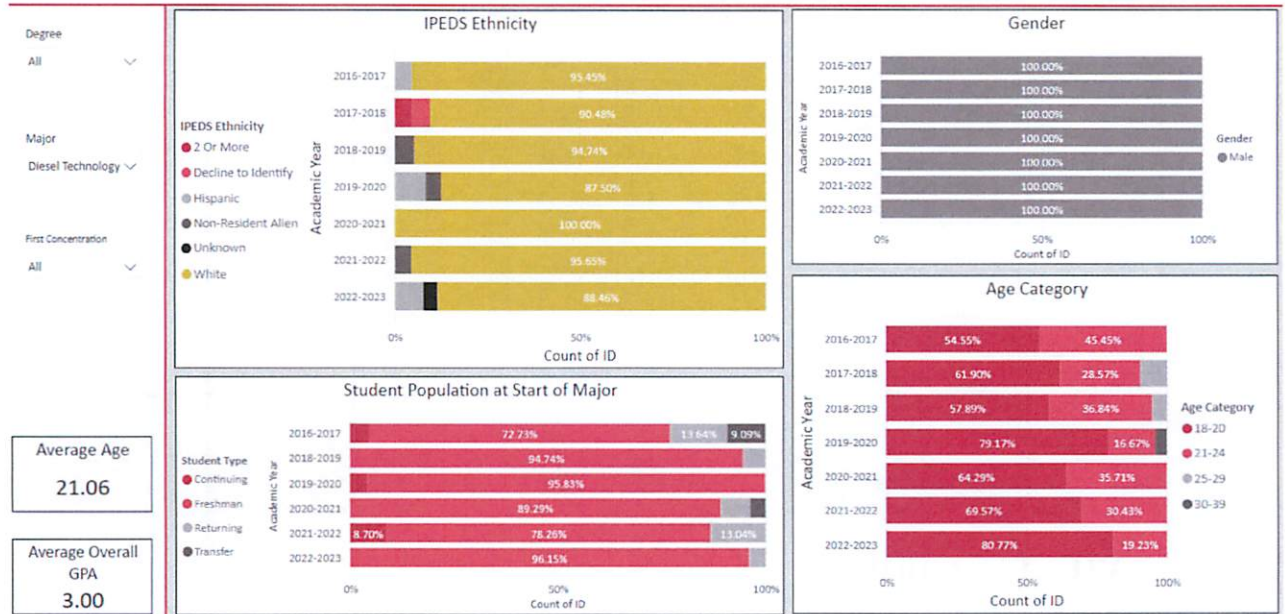 Degree
All
Major
Diesel Technology
First Concentration
All
Average Age
21.06
Average Overall
GPA
3.00
IPEDS Ethnicity
IPEDS Ethnicity
2 Or More
Decline to Identify
Hispanic
Non-Resident Alien
Unknown
White
Academic Year
2016-2017
95.45%
2017-2018
90.48%
2018-2019
94.74%
2019-2020
87.50%
2020-2021
100.00%
2021-2022
95.65%
2022-2023
88.46%
0% 50% 100%
Count of ID
Student Population at Start of Major
Student Type
Continuing
Freshman
Returning
Transfer
Academic Year
2016-2017 72.73% 13.64% 9.09%
2018-2019 94.74%
2019-2020 95.83%
2020-2021 89.29%
2021-2022 8.70% 78.26% 13.04%
2022-2023 96.15%
0% 50% 100%
Count of ID
Gender
Academic Year
2016-2017 100.00%
2017-2018 100.00%
2018-2019 100.00%
2019-2020 100.00%
2020-2021 100.00%
2021-2022 100.00%
2022-2023 100.00%
0% 50% 100%
Count of ID
Gender
Male
Age Category
Academic Year
2016-2017 54.55% 45.45%
2017-2018 61.90% 28.57%
2018-2019 57.89% 36.84%
2019-2020 79.17% 16.67%
2020-2021 64.29% 35.71%
2021-2022 69.57% 30.43%
2022-2023 80.77% 19.23%
0% 50% 100%
Count of ID
Age Category
18-20
21-24
25-29
30-39